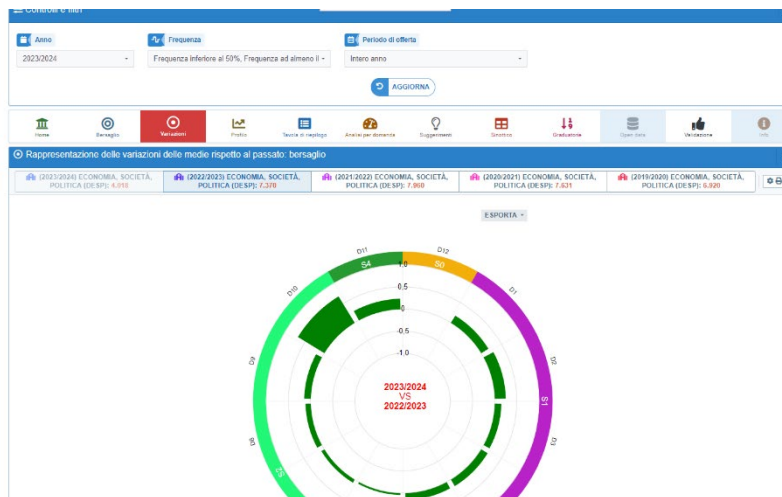 Controlli e filtri
Anno
Frequenza
Periodo di offerta
2023/2024
Frequenza inferiore al 50%, Frequenza ad almeno il
Intero anno
AGGIORNA
Home
Bersaglio
Variazioni
Profilo
Tavola di riepilogo
Analisi per domanda
Suggerimenti
Sinottico
Graduatorie
Open data
Validazione
Info
Rappresentazione delle variazioni delle medie rispetto al passato: bersaglio
(2023/2024) ECONOMIA, SOCIETÀ,
POLITICA (DESP):
(2022/2023) ECONOMIA, SOCIETÀ,
POLITICA (DESP): 7.370
(2021/2022) ECONOMIA, SOCIETÀ,
POLITICA (DESP): 7.960
(2020/2021) ECONOMIA, SOCIETÀ,
POLITICA (DESP): 7.631
(2019/2020) ECONOMIA, SOCIETÀ,
POLITICA (DESP):
ESPORTA
D11
D12
S4
S0
1.0
D10
D1
0.5
0
-0.5
D9
D2
-1.0
2023/2024
VS
2022/2023
S1
D8
D3
S2